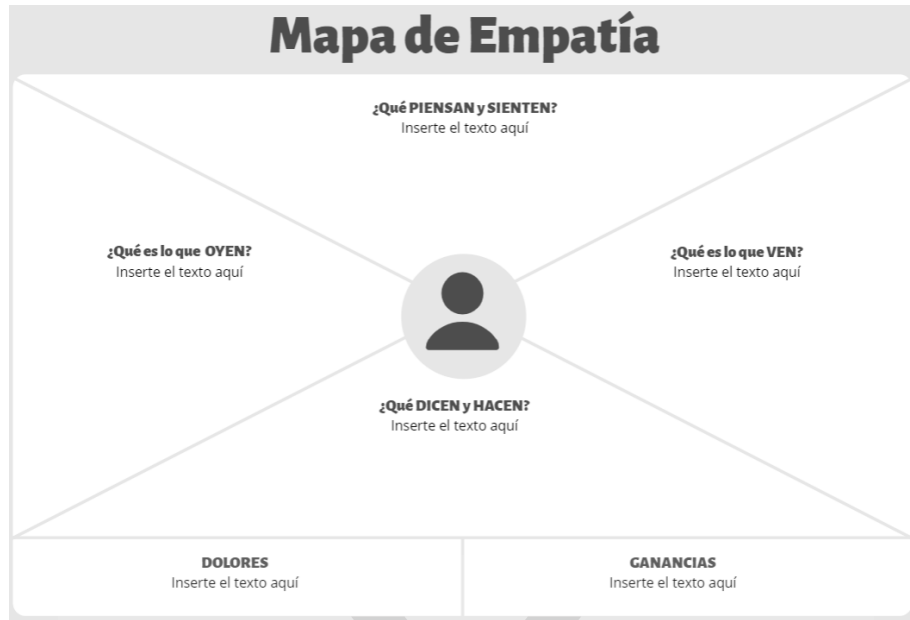 Mapa de Empatía
¿Qué PIENSAN y SIENTEN?
Inserte el texto aquí
¿Qué es lo que OYEN?
Inserte el texto aquí
¿Qué es lo que VEN?
Inserte el texto aquí
¿Qué DICEN y HACEN?
Inserte el texto aquí
DOLORES
Inserte el texto aquí
GANANCIAS
Inserte el texto aquí